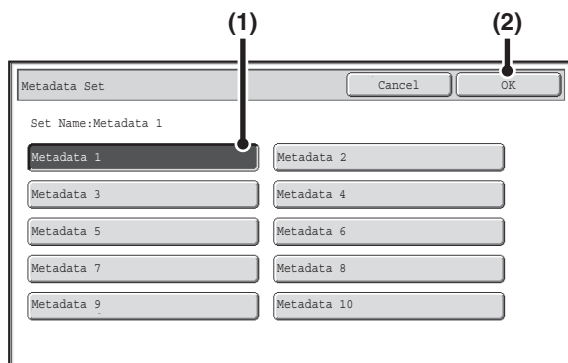 (1) (2)
Metadata Set Cancel OK
Set Name:Metadata 1
Metadata 1 Metadata 2
Metadata 3 Metadata 4
Metadata 5 Metadata 6
Metadata 7 Metadata 8
Metadata 9 Metadata 10